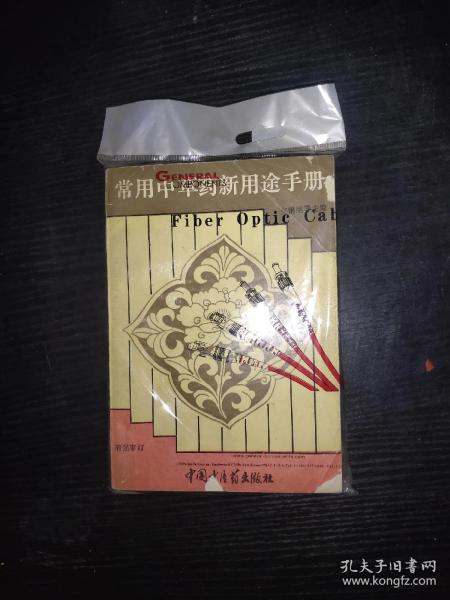 GENERAL
COMPONENTS
常用中草药新用途手册
Fiber Optic Cab
中国中医药出版社
孔夫子旧书网
www.kongfz.com